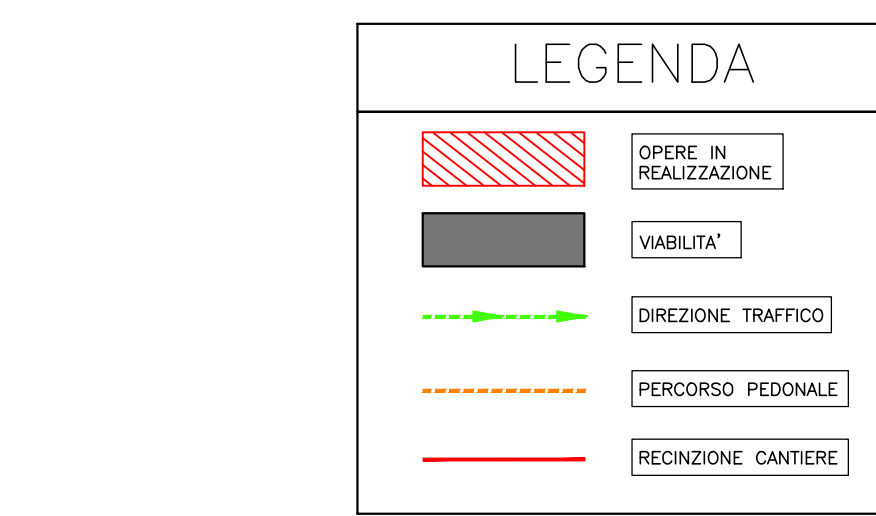 LEGENDA
OPERE IN
REALIZZAZIONE
VIABILITA'
DIREZIONE TRAFFICO
PERCORSO PEDONALE
RECINZIONE CANTIERE